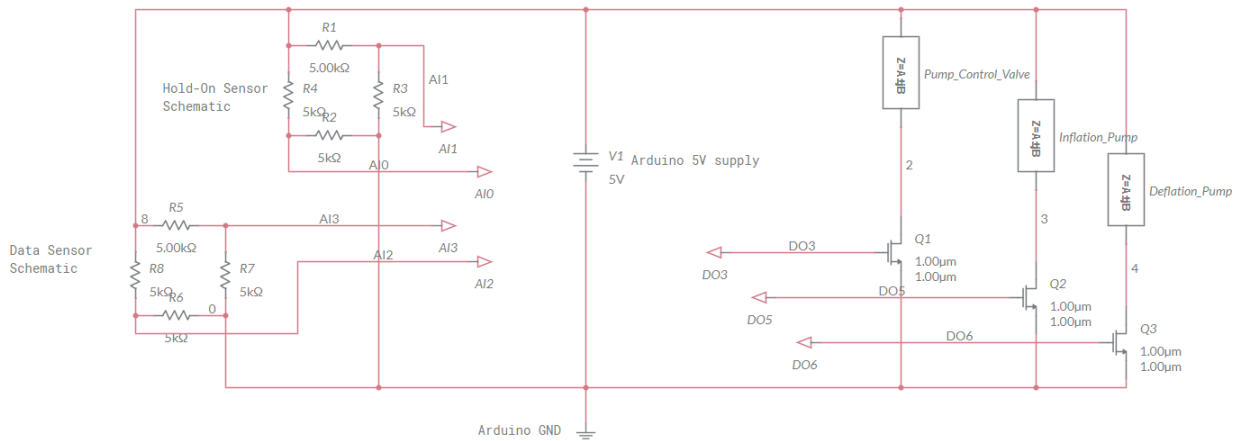 R1
5.00kΩ
Hold-On Sensor
Schematic
R4
5kΩ
R3
5kΩ
AI1
R2
5kΩ
AI1
AI0
AI0
8
R5
5.00kΩ
AI3
AI3
Data Sensor
Schematic
R8
5kΩ
R7
5kΩ
AI2
AI2
R6
5kΩ
0
V1
5V
Arduino 5V supply
Arduino GND
Z=A±jB
Pump_Control_Valve
2
Z=A±jB
Inflation_Pump
3
Z=A±jB
Deflation_Pump
4
DO3
DO3
Q1
1.00µm
1.00µm
DO5
DO5
Q2
1.00µm
1.00µm
DO6
DO6
Q3
1.00µm
1.00µm